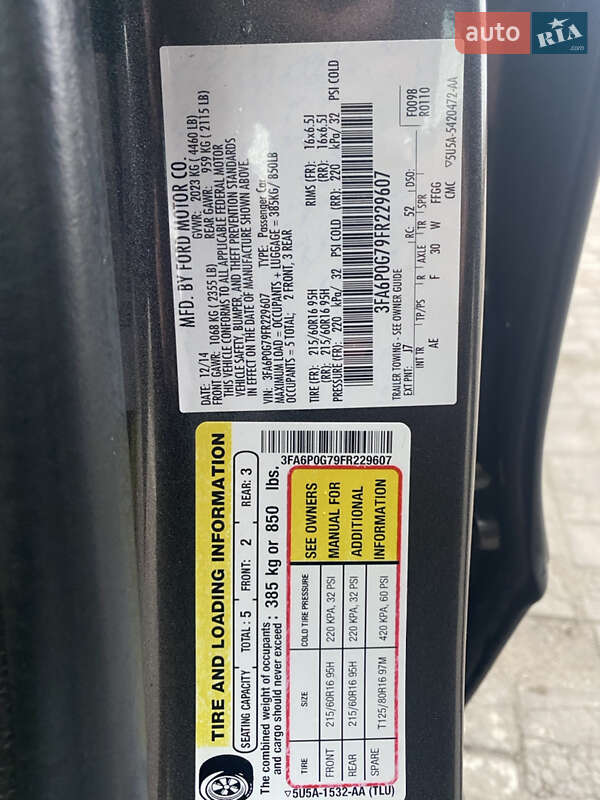 auto RIA.com
MFD. BY FORD MOTOR CO.
12/14 GVWR: 2023 KG ( 4460 LB)
FRONT GAWR: 1068 KG ( 2355 LB) REAR GAWR: 959 KG ( 2115 LB)
THIS VEHICLE CONFORMS TO ALL APPLICABLE FEDERAL MOTOR
VEHICLE SAFETY, BUMPER, AND THEFT PREVENTION STANDARDS
IN EFFECT ON THE DATE OF MANUFACTURE SHOWN ABOVE.
VIN: 3FA6P0G79FR229607 TYPE: Passenger Car
MAXIMUM LOAD = OCCUPANTS + LUGGAGE = 385KG/ 850LB
OCCUPANTS = 5 TOTAL: 2 FRONT, 3 REAR
TIRE (FR): 215/60R16 95H RIMS (FR): 16x6.5J
(RR): 215/60R16 95H (RR): 16x6.5J
PRESSURE (FR): 220 kPa/ 32 PSI COLD (RR): 220 kPa/ 32 PSI COLD
3FA6P0G79FR229607
TRAILER TOWING - SEE OWNER GUIDE
F0098
R0110
EXT PNT: J7 RC: 52 DSO:
INT TR TP/PS R AXLE TR SPR
AE F 30 W FFGG
CMC ▽5U5A-5420472-AA
TIRE AND LOADING INFORMATION
SEATING CAPACITY TOTAL: 5 FRONT: 2 REAR: 3
The combined weight of occupants
and cargo should never exceed: 385 kg or 850 lbs.
3FA6P0G79FR229607
TIRE SIZE COLD TIRE PRESSURE SEE OWNERS
FRONT 215/60R16 95H 220 KPA, 32 PSI MANUAL FOR
REAR 215/60R16 95H 220 KPA, 32 PSI ADDITIONAL
SPARE T125/80R16 97M 420 KPA, 60 PSI INFORMATION
▽5U5A-1532-AA (TLU)